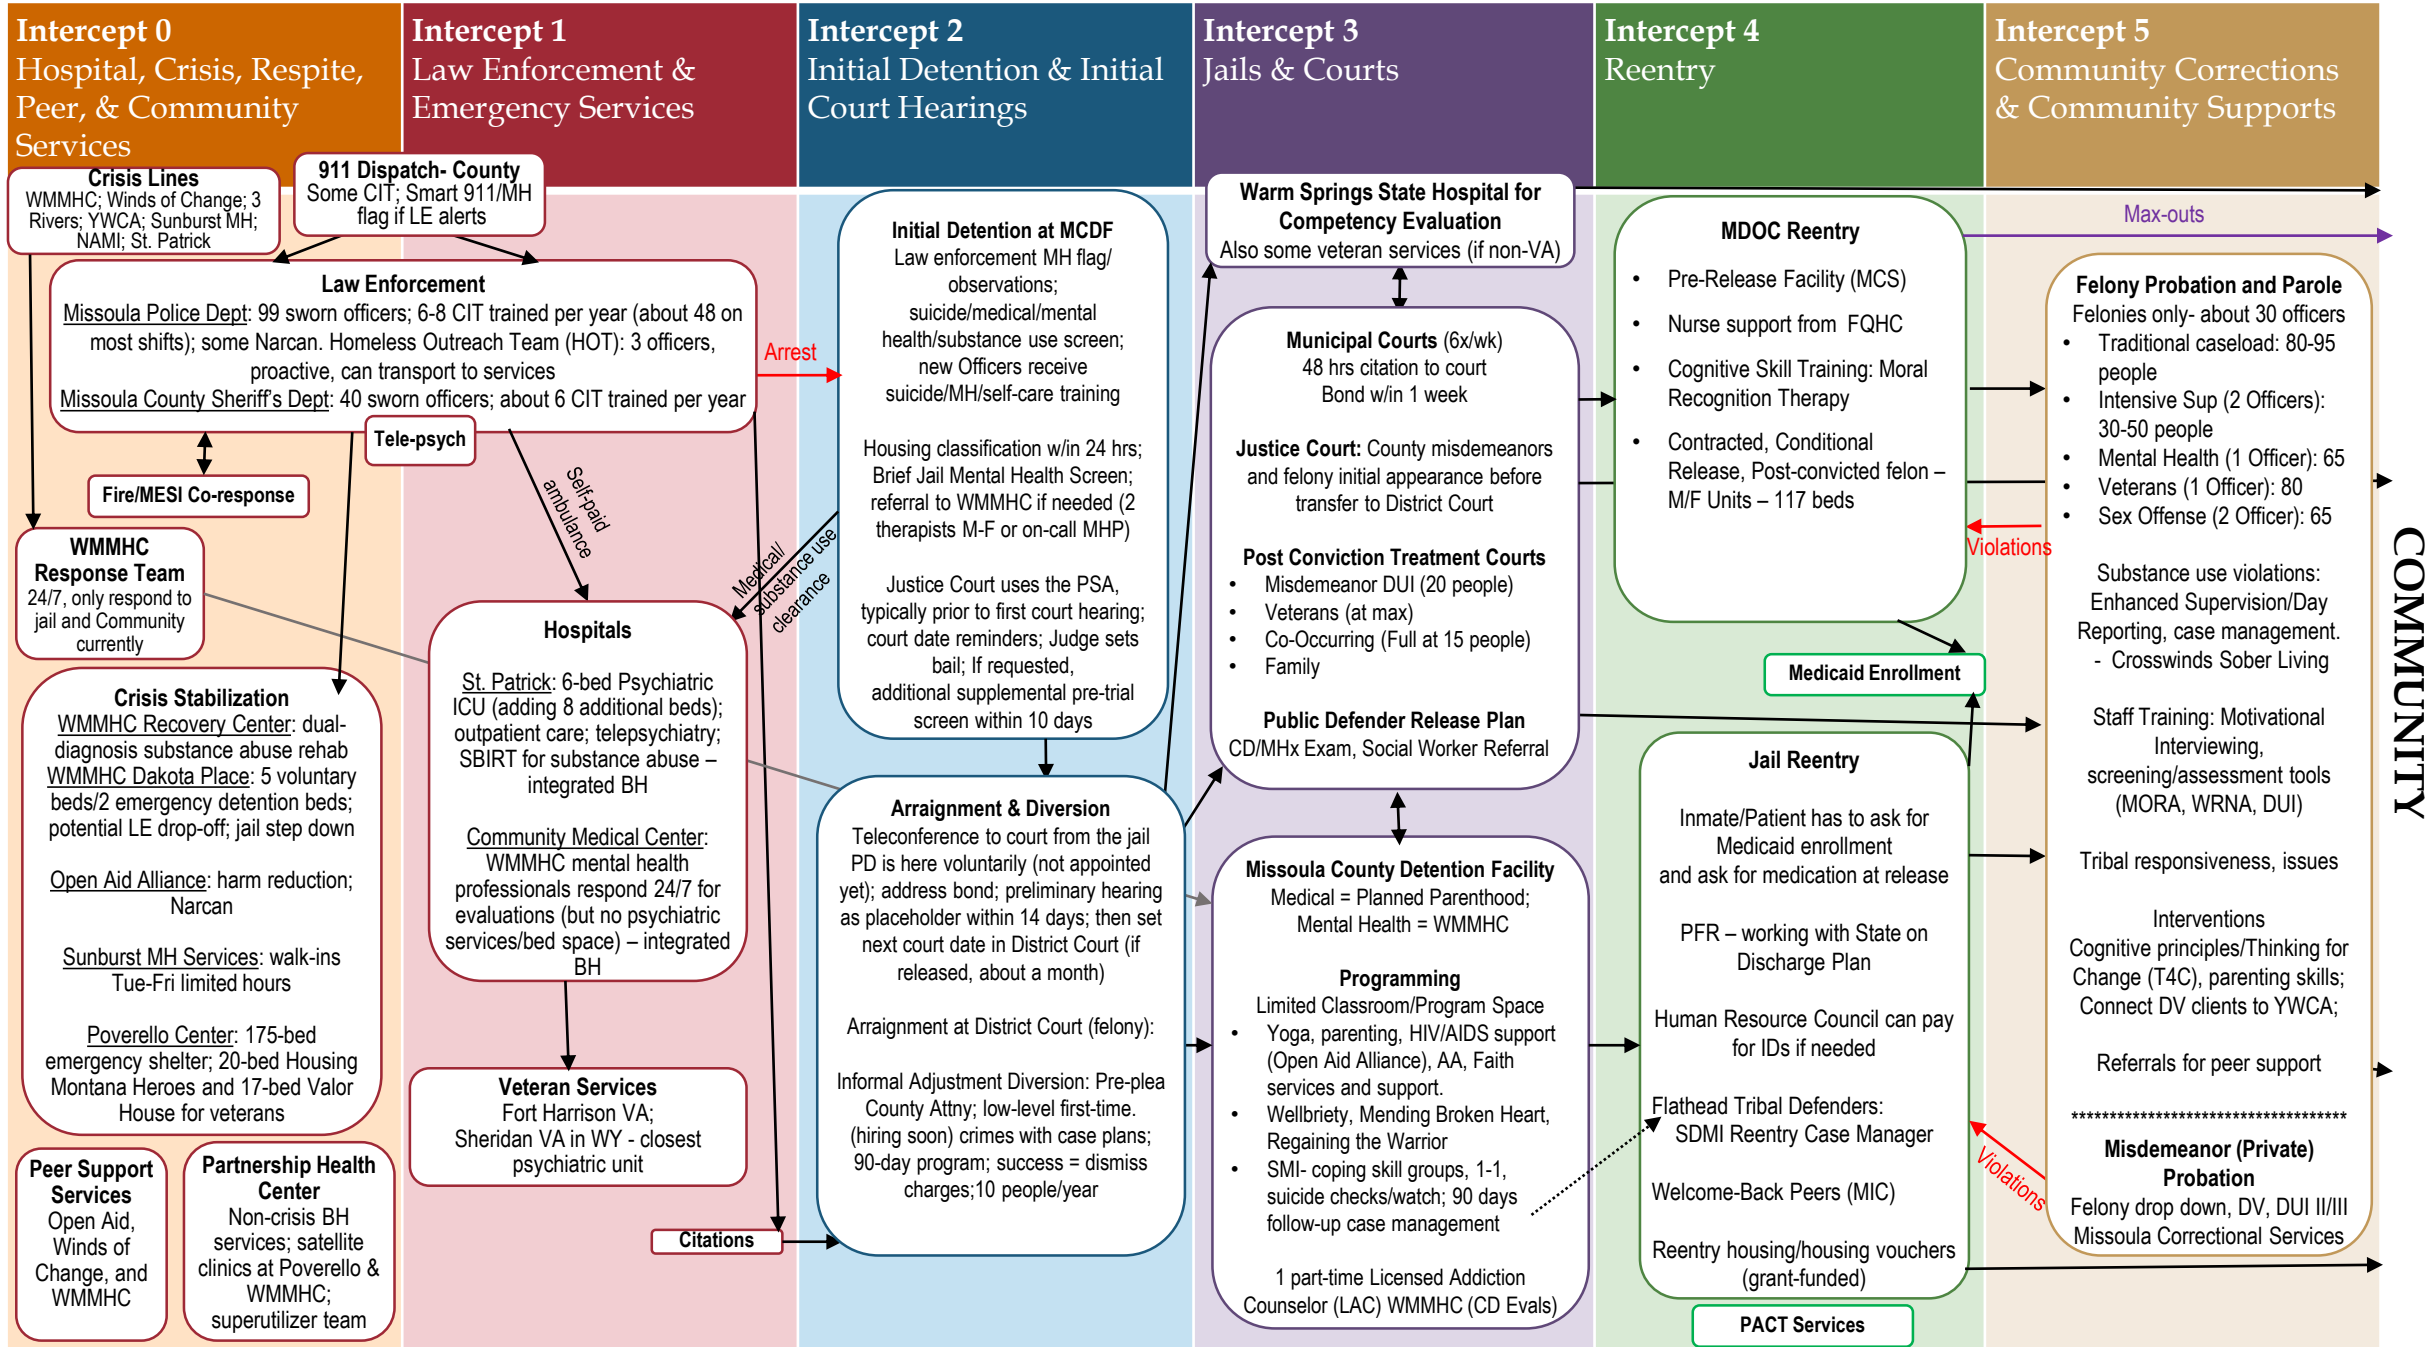 Intercept 0
Hospital, Crisis, Respite,
Peer, & Community
Services
Intercept 1
Law Enforcement &
Emergency Services
Intercept 2
Initial Detention & Initial
Court Hearings
Intercept 3
Jails & Courts
Intercept 4
Reentry
Intercept 5
Community Corrections
& Community Supports
Crisis Lines
WMMHC; Winds of Change; 3
Rivers; YWCA; Sunburst MH;
NAMI; St. Patrick
911 Dispatch- County
Some CIT; Smart 911/MH
flag if LE alerts
Law Enforcement
Missoula Police Dept: 99 sworn officers; 6-8 CIT trained per year (about 48 on
most shifts); some Narcan. Homeless Outreach Team (HOT): 3 officers,
proactive, can transport to services
Missoula County Sheriff's Dept: 40 sworn officers; about 6 CIT trained per year
Tele-psych
Fire/MESI Co-response
WMMHC
Response Team
24/7, only respond to
jail and Community
currently
Crisis Stabilization
WMMHC Recovery Center: dual-
diagnosis substance abuse rehab
WMMHC Dakota Place: 5 voluntary
beds/2 emergency detention beds;
potential LE drop-off; jail step down
Open Aid Alliance: harm reduction;
Narcan
Sunburst MH Services: walk-ins
Tue-Fri limited hours
Poverello Center: 175-bed
emergency shelter; 20-bed Housing
Montana Heroes and 17-bed Valor
House for veterans
Peer Support
Services
Open Aid,
Winds of
Change, and
WMMHC
Partnership Health
Center
Non-crisis BH
services; satellite
clinics at Poverello &
WMMHC;
superutilizer team
Self-paid
ambulance
Medical/
substance use
clearance
Hospitals
St. Patrick: 6-bed Psychiatric
ICU (adding 8 additional beds);
outpatient care; telepsychiatry;
SBIRT for substance abuse –
integrated BH
Community Medical Center:
WMMHC mental health
professionals respond 24/7 for
evaluations (but no psychiatric
services/bed space) – integrated
BH
Veteran Services
Fort Harrison VA;
Sheridan VA in WY - closest
psychiatric unit
Citations
Arrest
Initial Detention at MCDF
Law enforcement MH flag/
observations;
suicide/medical/mental
health/substance use screen;
new Officers receive
suicide/MH/self-care training
Housing classification w/in 24 hrs;
Brief Jail Mental Health Screen;
referral to WMMHC if needed (2
therapists M-F or on-call MHP)
Justice Court uses the PSA,
typically prior to first court hearing;
court date reminders; Judge sets
bail; If requested,
additional supplemental pre-trial
screen within 10 days
Arraignment & Diversion
Teleconference to court from the jail
PD is here voluntarily (not appointed
yet); address bond; preliminary hearing
as placeholder within 14 days; then set
next court date in District Court (if
released, about a month)
Arraignment at District Court (felony):
Informal Adjustment Diversion: Pre-plea
County Attny; low-level first-time.
(hiring soon) crimes with case plans;
90-day program; success = dismiss
charges;10 people/year
Warm Springs State Hospital for
Competency Evaluation
Also some veteran services (if non-VA)
Municipal Courts (6x/wk)
48 hrs citation to court
Bond w/in 1 week
Justice Court: County misdemeanors
and felony initial appearance before
transfer to District Court
Post Conviction Treatment Courts
• Misdemeanor DUI (20 people)
• Veterans (at max)
• Co-Occurring (Full at 15 people)
• Family
Public Defender Release Plan
CD/MHx Exam, Social Worker Referral
Missoula County Detention Facility
Medical = Planned Parenthood;
Mental Health = WMMHC
Programming
Limited Classroom/Program Space
• Yoga, parenting, HIV/AIDS support
(Open Aid Alliance), AA, Faith
services and support.
• Wellbriety, Mending Broken Heart,
Regaining the Warrior
• SMI- coping skill groups, 1-1,
suicide checks/watch; 90 days
follow-up case management
1 part-time Licensed Addiction
Counselor (LAC) WMMHC (CD Evals)
MDOC Reentry
• Pre-Release Facility (MCS)
• Nurse support from FQHC
• Cognitive Skill Training: Moral
Recognition Therapy
• Contracted, Conditional
Release, Post-convicted felon –
M/F Units – 117 beds
Medicaid Enrollment
Jail Reentry
Inmate/Patient has to ask for
Medicaid enrollment
and ask for medication at release
PFR – working with State on
Discharge Plan
Human Resource Council can pay
for IDs if needed
Flathead Tribal Defenders:
SDMI Reentry Case Manager
Welcome-Back Peers (MIC)
Reentry housing/housing vouchers
(grant-funded)
PACT Services
Max-outs
Violations
Violations
Felony Probation and Parole
Felonies only- about 30 officers
• Traditional caseload: 80-95
people
• Intensive Sup (2 Officers):
30-50 people
• Mental Health (1 Officer): 65
• Veterans (1 Officer): 80
• Sex Offense (2 Officer): 65
Substance use violations:
Enhanced Supervision/Day
Reporting, case management.
- Crosswinds Sober Living
Staff Training: Motivational
Interviewing,
screening/assessment tools
(MORA, WRNA, DUI)
Tribal responsiveness, issues
Interventions
Cognitive principles/Thinking for
Change (T4C), parenting skills;
Connect DV clients to YWCA;
Referrals for peer support
************************************
Misdemeanor (Private)
Probation
Felony drop down, DV, DUI II/III
Missoula Correctional Services
COMMUNITY